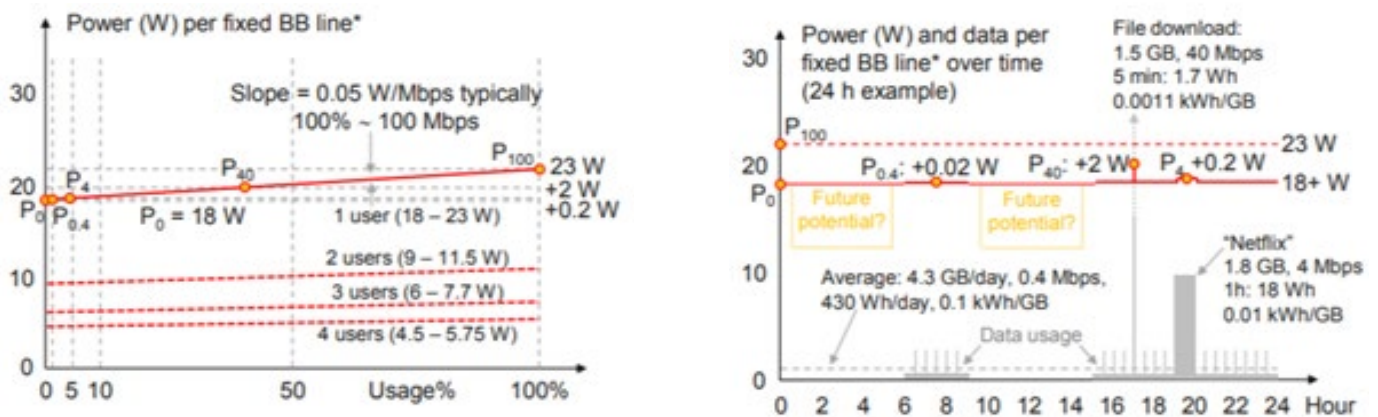 Power (W) per fixed BB line*
30
20
10
0
Slope = 0.05 W/Mbps typically
100% ~ 100 Mbps
P100
23 W
P40
+2 W
P4
+0.2 W
P0
P0.4
P0 = 18 W
1 user (18 – 23 W)
2 users (9 – 11.5 W)
3 users (6 – 7.7 W)
4 users (4.5 – 5.75 W)
0 5 10 50 Usage% 100%
Power (W) and data per
fixed BB line* over time
(24 h example)
File download:
1.5 GB, 40 Mbps
5 min: 1.7 Wh
0.0011 kWh/GB
30
20
10
0
P100
23 W
P0.4: +0.02 W
P40: +2 W
P4 +0.2 W
P0
18+ W
Future
potential?
Future
potential?
"Netflix"
1.8 GB, 4 Mbps
1h: 18 Wh
0.01 kWh/GB
Average: 4.3 GB/day, 0.4 Mbps,
430 Wh/day, 0.1 kWh/GB
Data usage
0 2 4 6 8 10 12 14 16 18 20 22 24 Hour